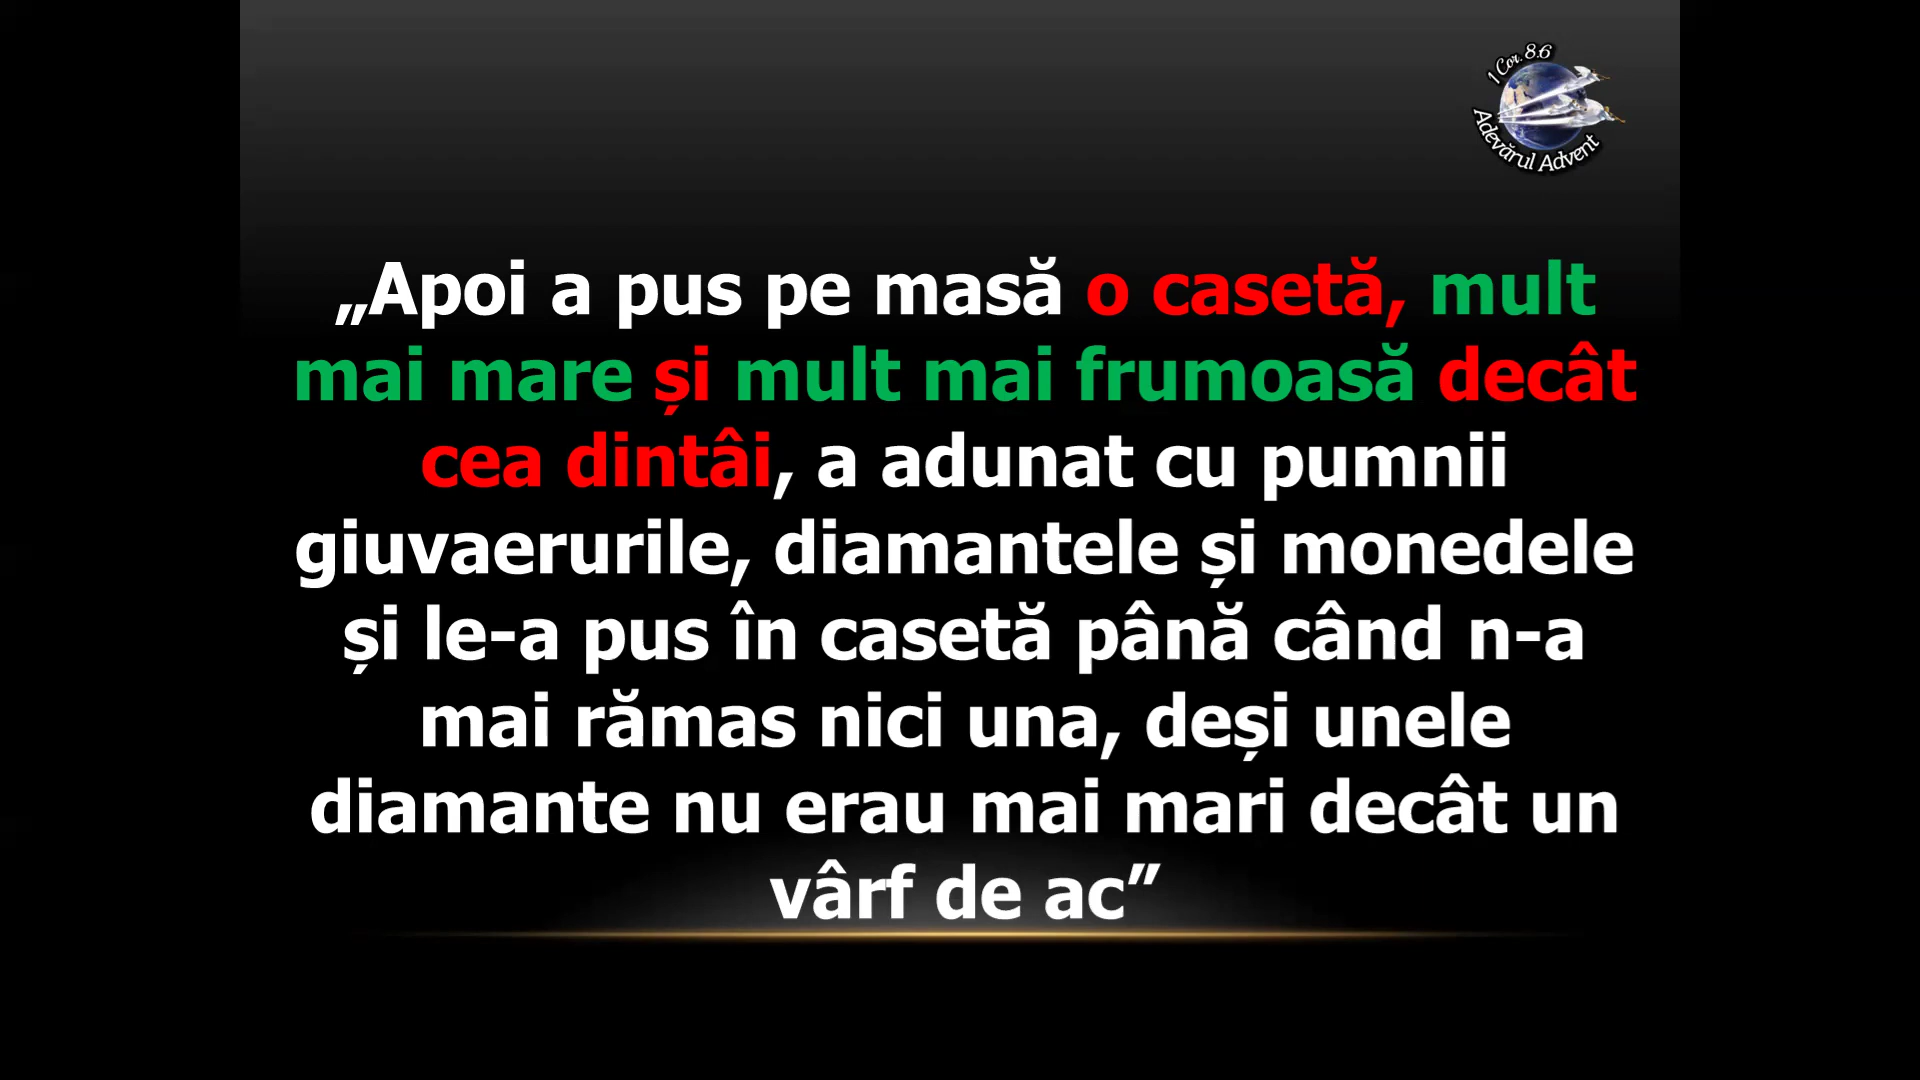 1 Cor. 8:6
Adevărul Advent
„Apoi a pus pe masă o casetă, mult
mai mare și mult mai frumoasă decât
cea dintâi, a adunat cu pumnii
giuvaerurile, diamantele și monedele
și le-a pus în casetă până când n-a
mai rămas nici una, deși unele
diamante nu erau mai mari decât un
vârf de ac”